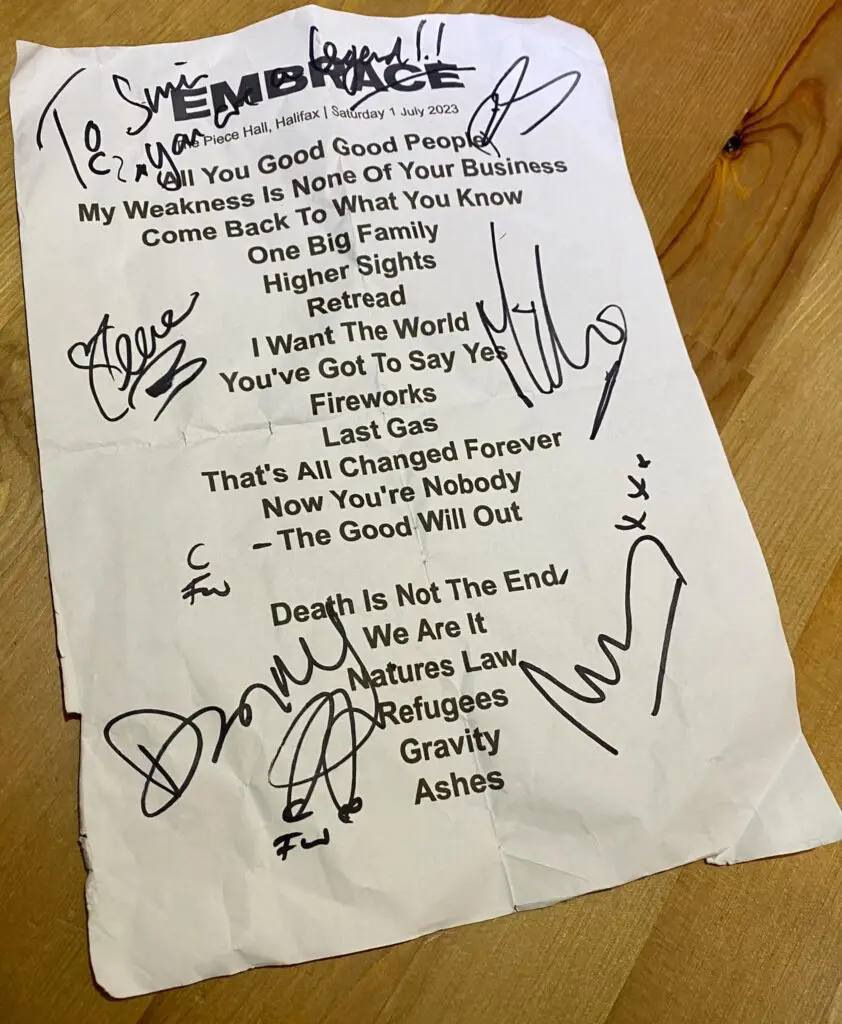 To
legend!!
EMBRACE
Piece Hall, Halifax | Saturday 1 July 2023
All You Good Good People
My Weakness Is None Of Your Business
Come Back To What You Know
One Big Family
Higher Sights
Retread
I Want The World
You've Got To Say Yes
Fireworks
Last Gas
That's All Changed Forever
Now You're Nobody
– The Good Will Out
xxx
C
FW
Death Is Not The End
We Are It
Natures Law
Refugees
Gravity
Ashes
FW